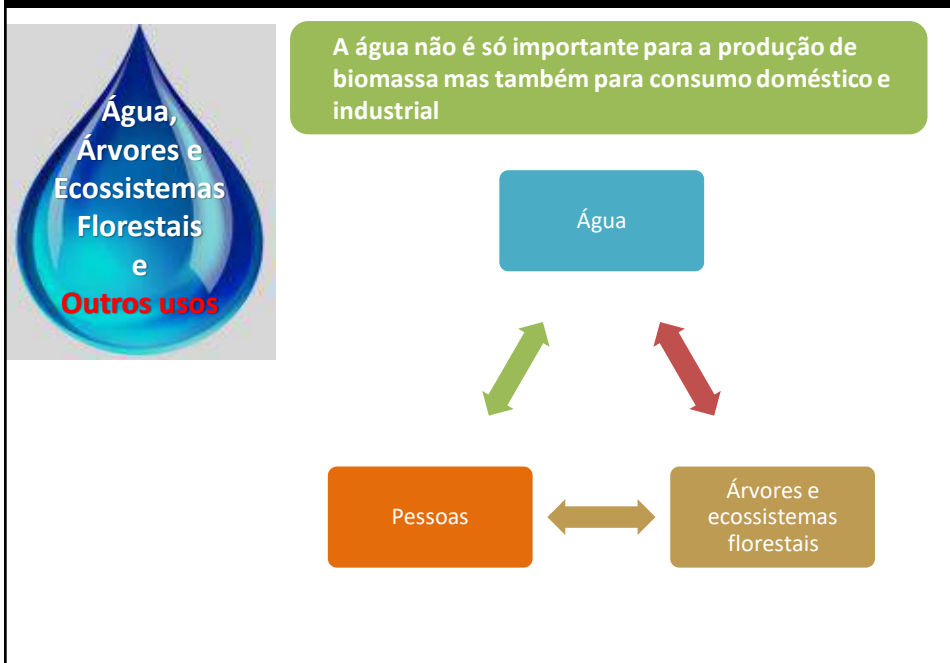 Água,
Árvores e
Ecossistemas
Florestais
e
Outros usos
A água não é só importante para a produção de
biomassa mas também para consumo doméstico e
industrial
Água
Pessoas
Árvores e
ecossistemas
florestais